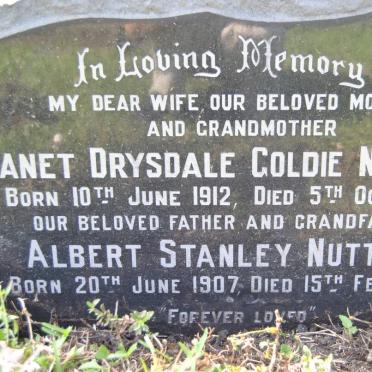 In Loving Memory
MY DEAR WIFE, OUR BELOVED MO
AND GRANDMOTHER
ANET DRYSDALE GOLDIE N
BORN 10TH JUNE 1912, DIED 5TH OC
OUR BELOVED FATHER AND GRANDFA
ALBERT STANLEY NUTT
BORN 20TH JUNE 1907, DIED 15TH FE
"FOREVER LOVED"